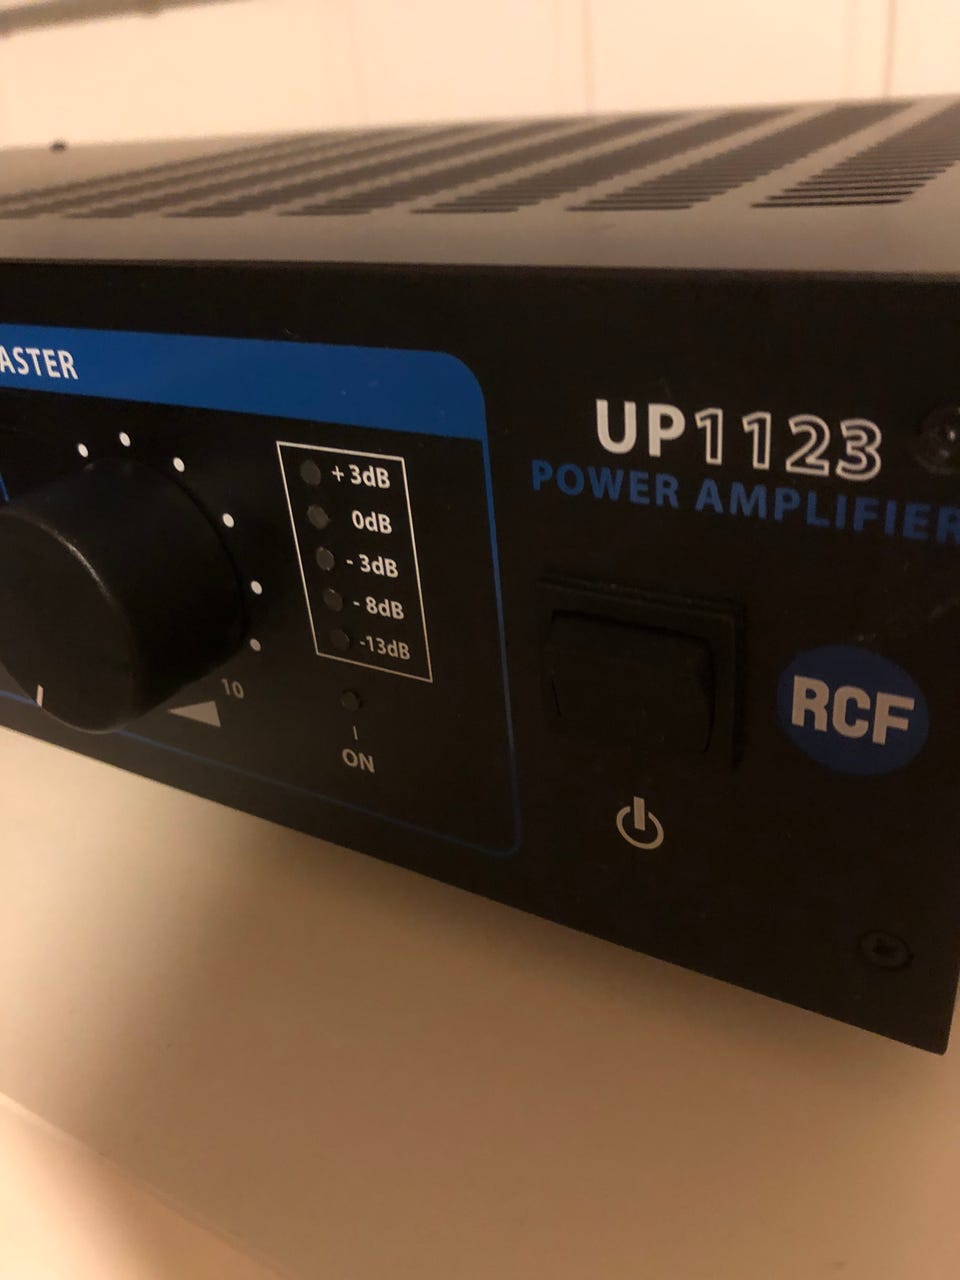 ASTER
+ 3dB
0dB
- 3dB
- 8dB
-13dB
10
I
ON
UP1123
POWER AMPLIFIER
RCF